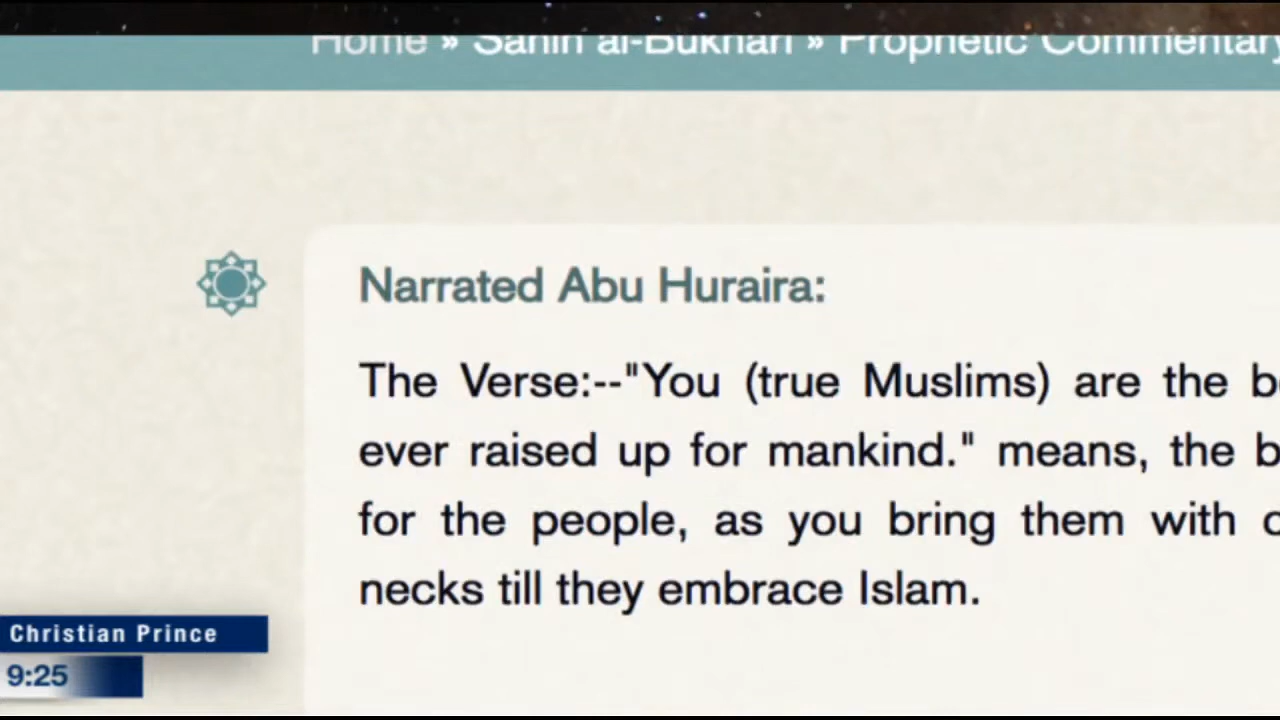 Home » Sahih al-Bukhari » Prophetic Commentary
Narrated Abu Huraira:
The Verse:--"You (true Muslims) are the
ever raised up for mankind." means, the
for the people, as you bring them with
necks till they embrace Islam.
Christian Prince
9:25